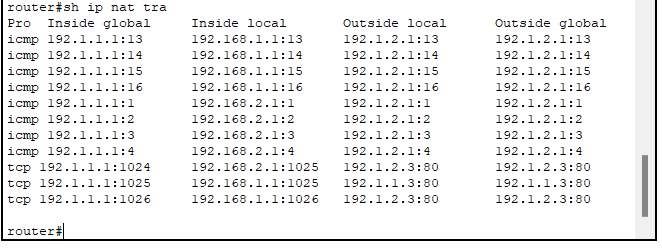 router#sh ip nat tra
Pro  Inside global     Inside local       Outside local      Outside global
icmp 192.1.1.1:13      192.168.1.1:13     192.1.2.1:13       192.1.2.1:13
icmp 192.1.1.1:14      192.168.1.1:14     192.1.2.1:14       192.1.2.1:14
icmp 192.1.1.1:15      192.168.1.1:15     192.1.2.1:15       192.1.2.1:15
icmp 192.1.1.1:16      192.168.1.1:16     192.1.2.1:16       192.1.2.1:16
icmp 192.1.1.1:1       192.168.2.1:1      192.1.2.1:1        192.1.2.1:1
icmp 192.1.1.1:2       192.168.2.1:2      192.1.2.1:2        192.1.2.1:2
icmp 192.1.1.1:3       192.168.2.1:3      192.1.2.1:3        192.1.2.1:3
icmp 192.1.1.1:4       192.168.2.1:4      192.1.2.1:4        192.1.2.1:4
tcp 192.1.1.1:1024     192.168.2.1:1025   192.1.2.3:80       192.1.2.3:80
tcp 192.1.1.1:1025     192.168.1.1:1025   192.1.1.3:80       192.1.1.3:80
tcp 192.1.1.1:1026     192.168.1.1:1026   192.1.2.3:80       192.1.2.3:80
router#